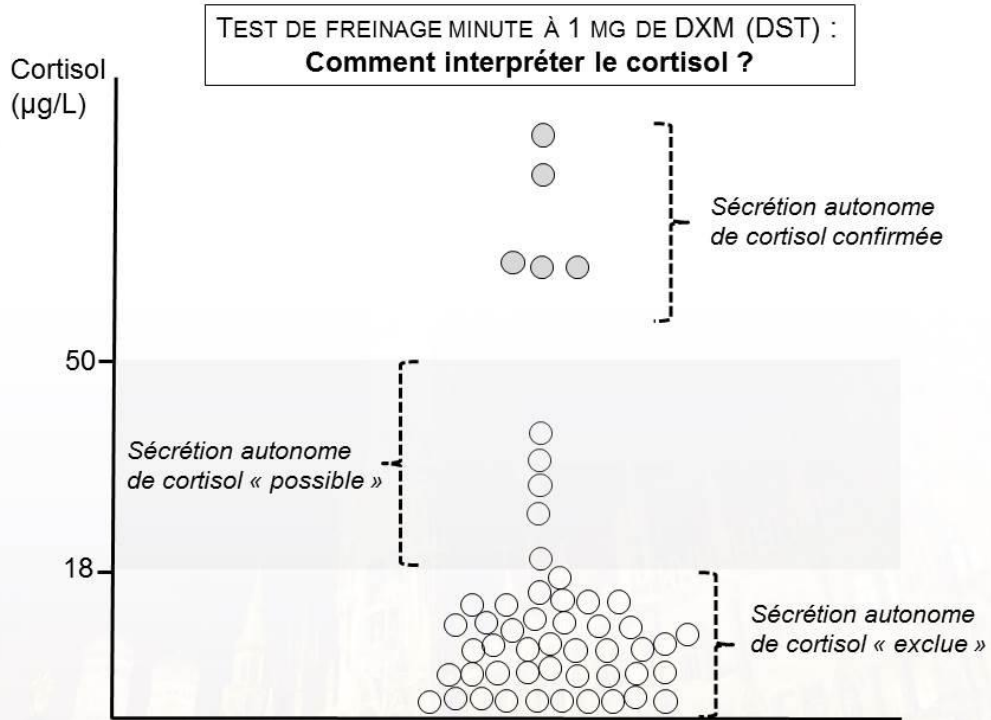 TEST DE FREINAGE MINUTE À 1 MG DE DXM (DST) :
Comment interpréter le cortisol ?
Cortisol
(µg/L)
Sécrétion autonome
de cortisol confirmée
50
Sécrétion autonome
de cortisol « possible »
18
Sécrétion autonome
de cortisol « exclue »